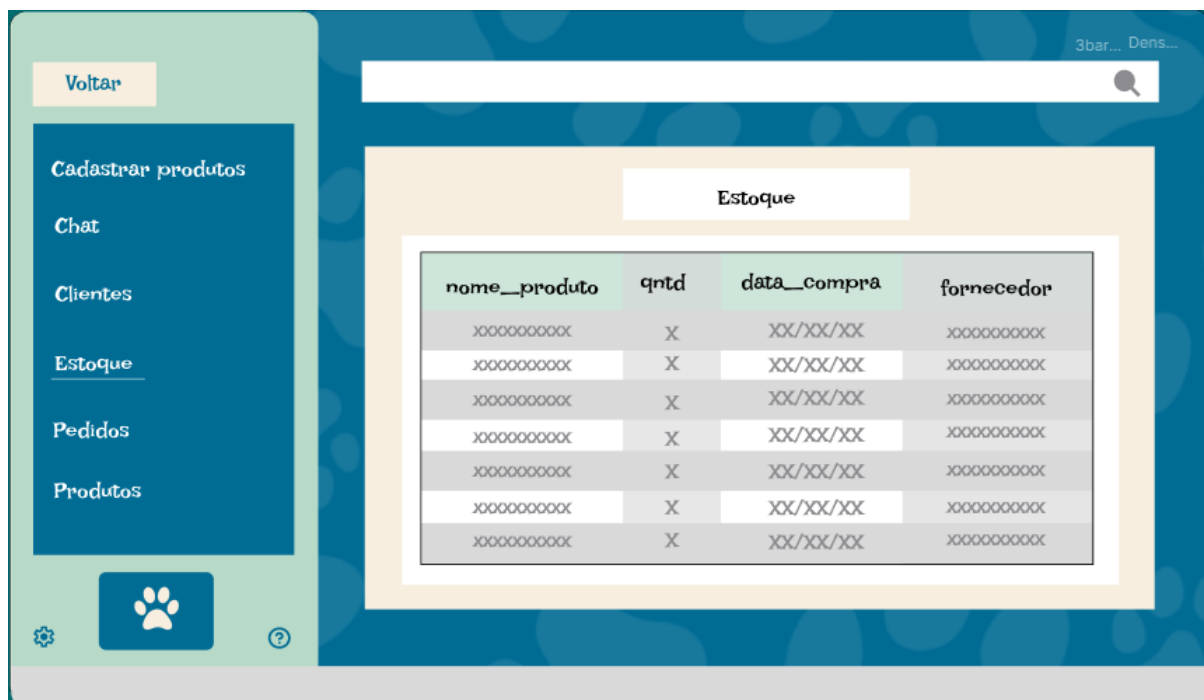 3bar... Dens...
Voltar
Cadastrar produtos
Chat
Clientes
Estoque
Pedidos
Produtos
Estoque
nome__produto qntd data__compra fornecedor
xxxxxxxxxx X XX/XX/XX xxxxxxxxxx
xxxxxxxxxx X XX/XX/XX xxxxxxxxxx
xxxxxxxxxx X XX/XX/XX xxxxxxxxxx
xxxxxxxxxx X XX/XX/XX xxxxxxxxxx
xxxxxxxxxx X XX/XX/XX xxxxxxxxxx
xxxxxxxxxx X XX/XX/XX xxxxxxxxxx
xxxxxxxxxx X XX/XX/XX xxxxxxxxxx